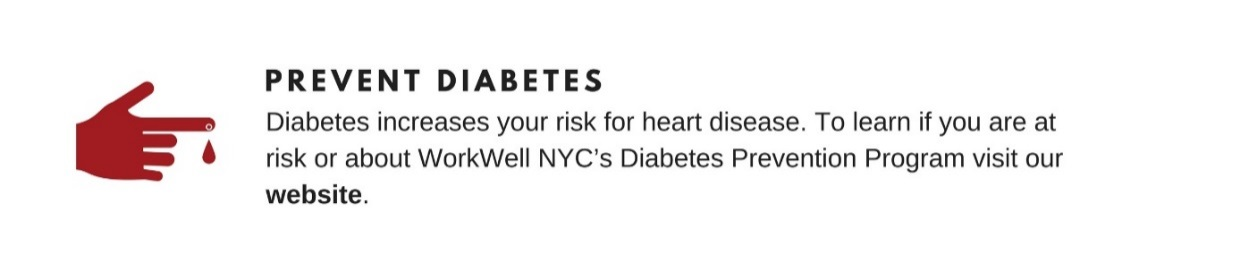 PREVENT DIABETES
Diabetes increases your risk for heart disease. To learn if you are at
risk or about WorkWell NYC’s Diabetes Prevention Program visit our
website.